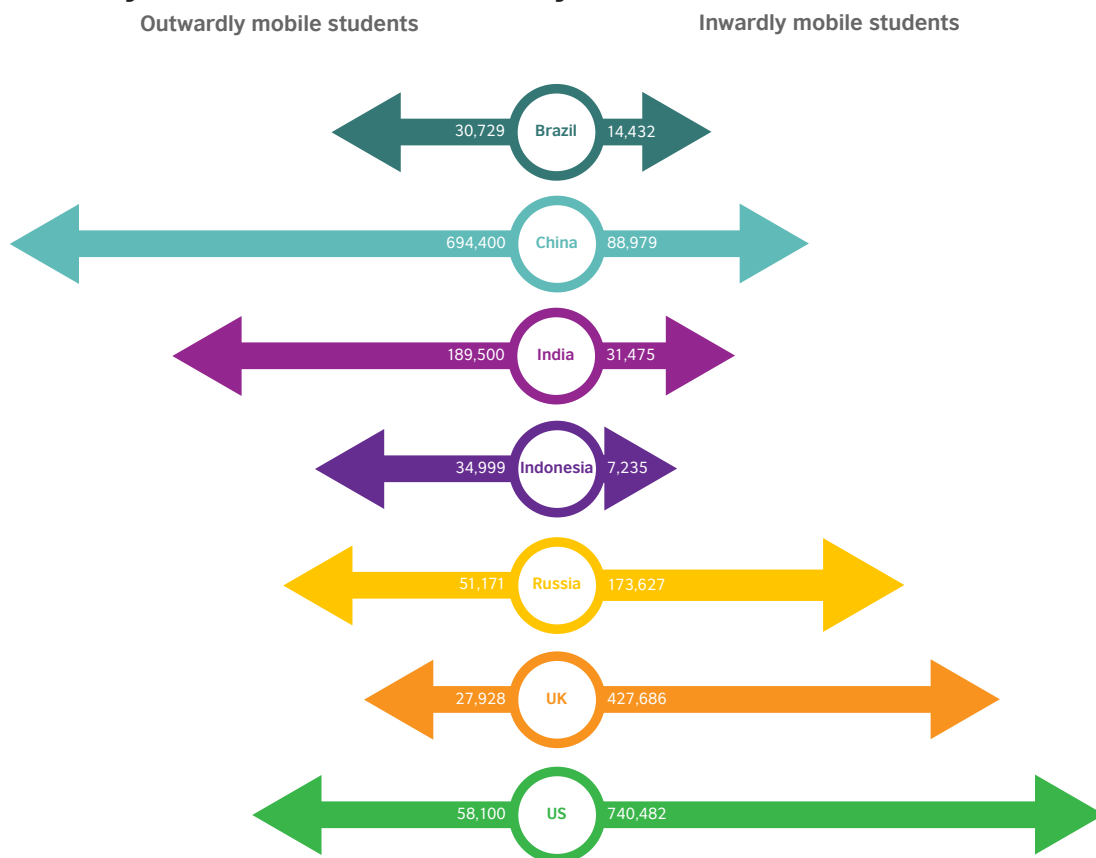 Outwardly mobile students
Inwardly mobile students
30,729 Brazil 14,432
694,400 China 88,979
189,500 India 31,475
34,999 Indonesia 7,235
51,171 Russia 173,627
27,928 UK 427,686
58,100 US 740,482